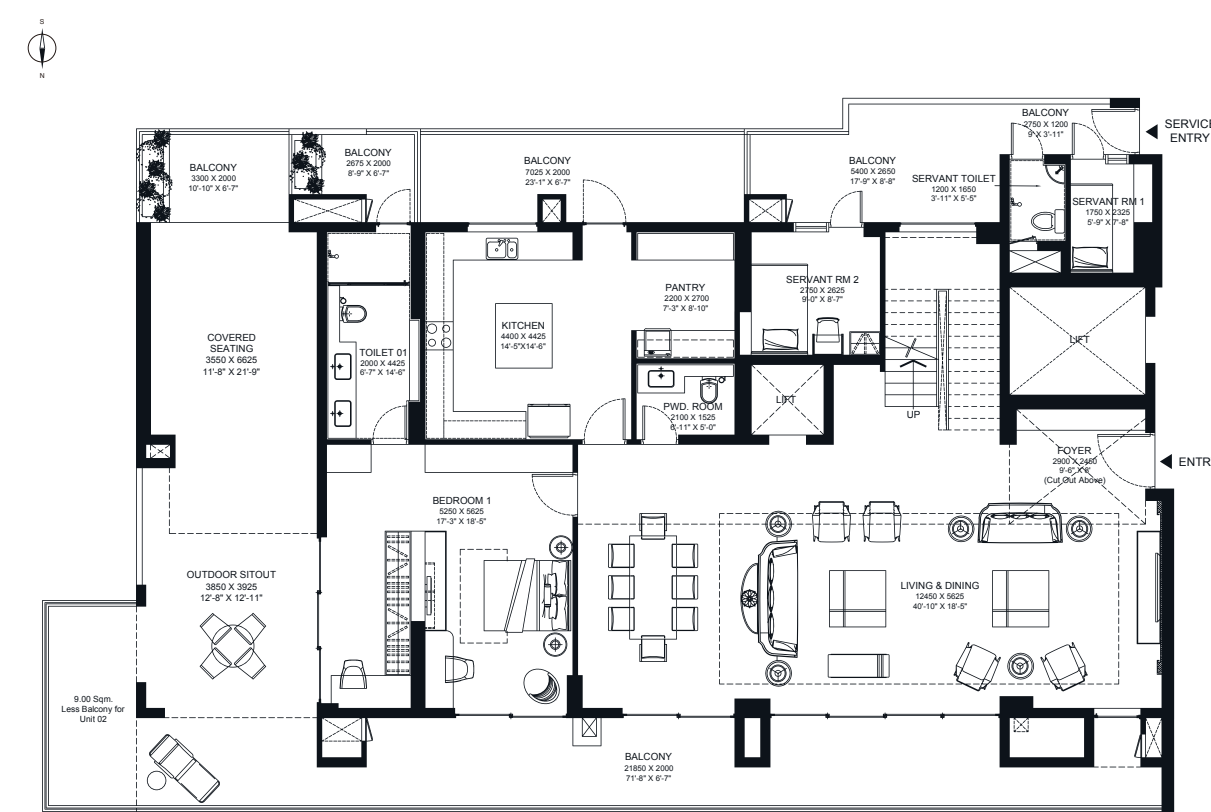 S
N
BALCONY
2750 X 1200
9' X 3'-11"
SERVICI
ENTRY
BALCONY
3300 X 2000
10'-10" X 6'-7"
BALCONY
2675 X 2000
8'-9" X 6'-7"
BALCONY
7025 X 2000
23'-1" X 6'-7"
BALCONY
5400 X 2650
17'-9" X 8'-8"
SERVANT TOILET
1200 X 1650
3'-11" X 5'-5"
SERVANT RM 1
1750 X 2325
5'-9" X 7'-8"
COVERED
SEATING
3550 X 6625
11'-8" X 21'-9"
TOILET 01
2000 X 4425
6'-7" X 14'-6"
KITCHEN
4400 X 4425
14'-5"X14'-6"
PANTRY
2200 X 2700
7'-3" X 8'-10"
SERVANT RM 2
2750 X 2625
9'-0" X 8'-7"
LIFT
PWD. ROOM
2100 X 1525
6'-11" X 5'-0"
LIFT
UP
FOYER
2900 X 2450
9'-6" X 8'
(Cut Out Above)
ENTR
BEDROOM 1
5250 X 5625
17'-3" X 18'-5"
OUTDOOR SITOUT
3850 X 3925
12'-8" X 12'-11"
LIVING & DINING
12450 X 5625
40'-10" X 18'-5"
9.00 Sqm.
Less Balcony for
Unit 02
BALCONY
21850 X 2000
71'-8" X 6'-7"